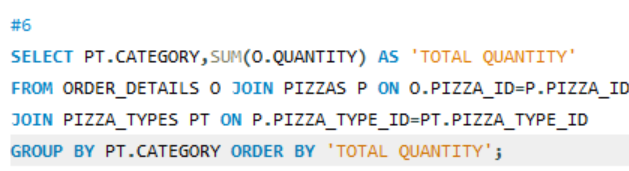 #6
SELECT PT.CATEGORY,SUM(O.QUANTITY) AS 'TOTAL QUANTITY'
FROM ORDER_DETAILS O JOIN PIZZAS P ON O.PIZZA_ID=P.PIZZA_ID
JOIN PIZZA_TYPES PT ON P.PIZZA_TYPE_ID=PT.PIZZA_TYPE_ID
GROUP BY PT.CATEGORY ORDER BY 'TOTAL QUANTITY';